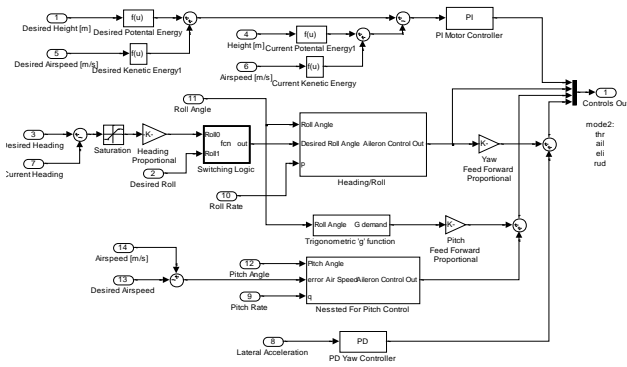 1
Desired Height [m]
f(u)
Desired Potental Energy
5
Desired Airspeed [m/s]
f(u)
Desired Kenetic Energy1
4
Height [m]
f(u)
Current Potental Energy1
6
Airspeed [m/s]
f(u)
Current Kenetic Energy
PI
PI Motor Controller
1
Controls Ou
mode2:
thr
ail
eli
rud
11
Roll Angle
3
Desired Heading
7
Current Heading
Saturation
-K-
Heading
Proportional
2
Desired Roll
Roll0
fcn out
Roll1
Switching Logic
10
Roll Rate
Roll Angle
Desired Roll Angle Aileron Control Out
p
Heading/Roll
K-
Yaw
Feed Forward
Proportional
Roll Angle G demand
Trigonometric 'g' function
K-
Pitch
Feed Forward
Proportional
14
Airspeed [m/s]
13
Desired Airspeed
12
Pitch Angle
9
Pitch Rate
Pitch Angle
error Air Speed Aileron Control Out
q
Nessted For Pitch Control
8
Lateral Acceleration
PD
PD Yaw Controller